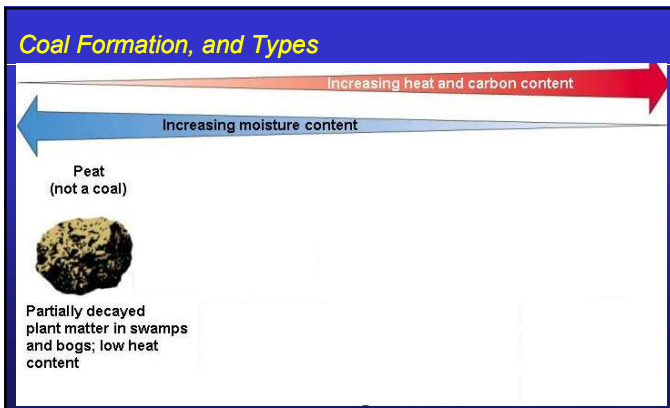 Coal Formation, and Types
Increasing heat and carbon content
Increasing moisture content
Peat
(not a coal)
Partially decayed
plant matter in swamps
and bogs; low heat
content